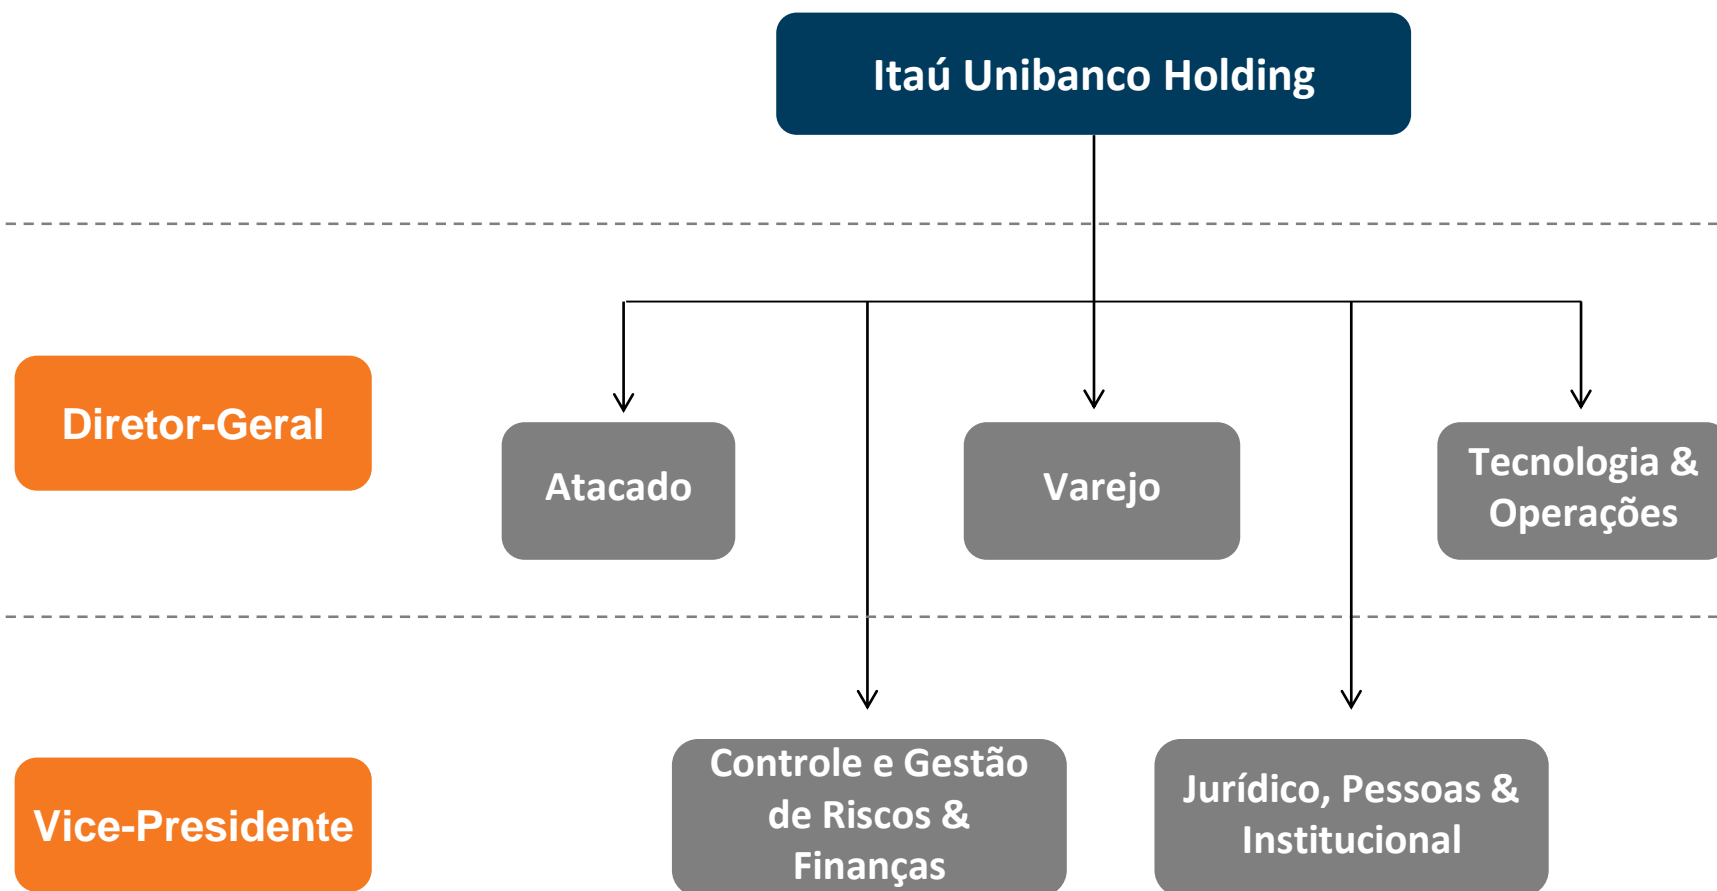 Itaú Unibanco Holding
Diretor-Geral
Atacado
Varejo
Tecnologia &
Operações
Vice-Presidente
Controle e Gestão
de Riscos &
Finanças
Jurídico, Pessoas &
Institucional